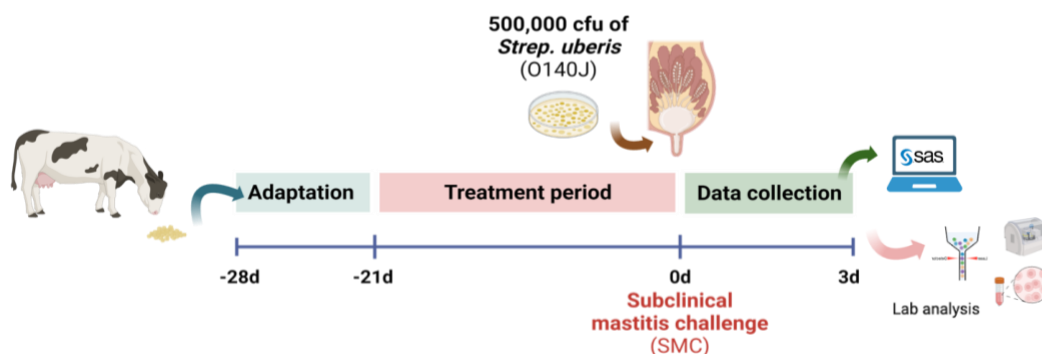 500,000 cfu of
Strep. uberis
(O140J)
sas
Adaptation
Treatment period
Data collection
-28d
-21d
0d
3d
Subclinical
mastitis challenge
(SMC)
Lab analysis